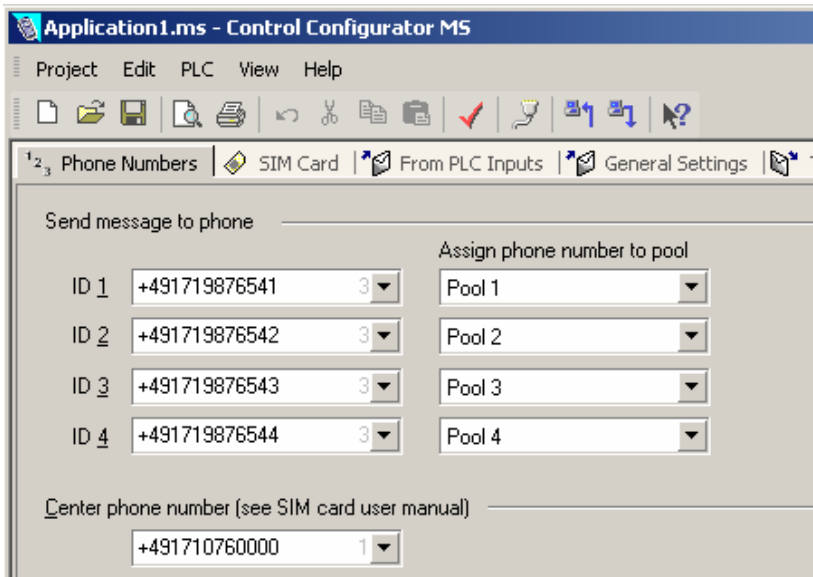 Application1.ms - Control Configurator MS
Project Edit PLC View Help
1 2 3 Phone Numbers SIM Card From PLC Inputs General Settings
Send message to phone
Assign phone number to pool
ID 1 +491719876541 3 Pool 1
ID 2 +491719876542 3 Pool 2
ID 3 +491719876543 3 Pool 3
ID 4 +491719876544 3 Pool 4
Center phone number (see SIM card user manual)
+491710760000 1